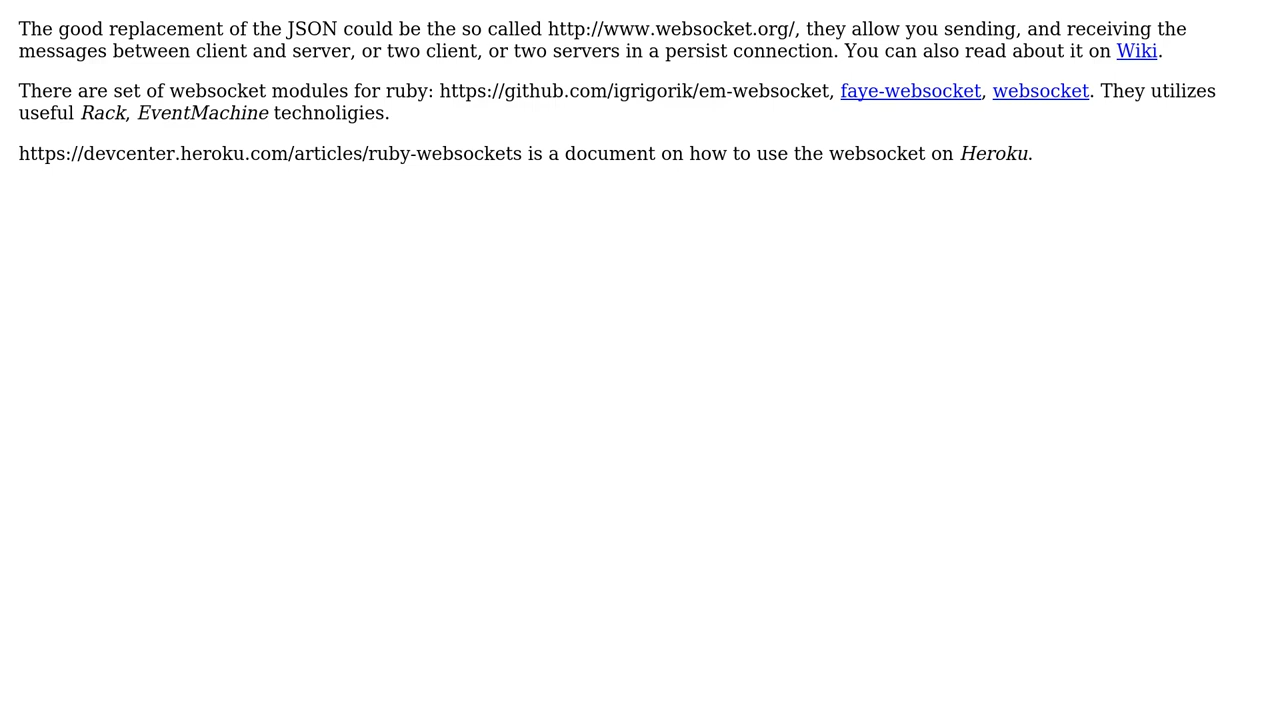 The good replacement of the JSON could be the so called http://www.websocket.org/, they allow you sending, and receiving the
messages between client and server, or two client, or two servers in a persist connection. You can also read about it on Wiki.
There are set of websocket modules for ruby: https://github.com/igrigorik/em-websocket, faye-websocket, websocket. They utilizes
useful Rack, EventMachine technoligies.
https://devcenter.heroku.com/articles/ruby-websockets is a document on how to use the websocket on Heroku.